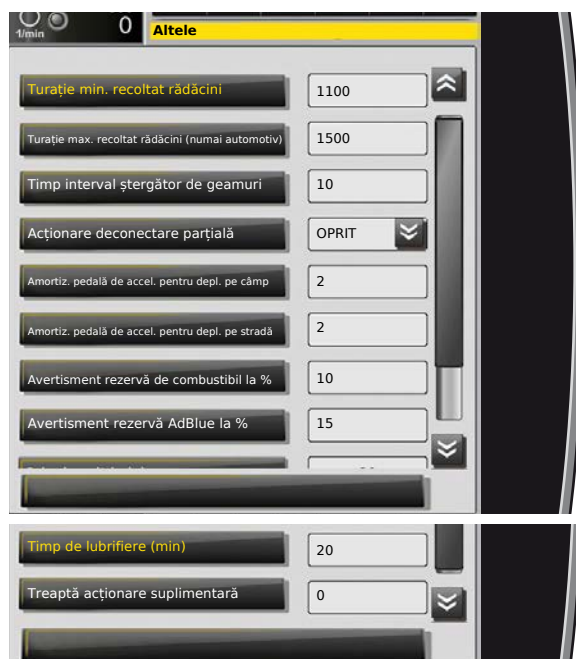 1/min
0
Altele
Turație min. recoltat rădăcini
1100
Turație max. recoltat rădăcini (numai automotiv)
1500
Timp interval ștergător de geamuri
10
Acționare deconectare parțială
OPRIT
Amortiz. pedală de accel. pentru depl. pe câmp
2
Amortiz. pedală de accel. pentru depl. pe stradă
2
Avertisment rezervă de combustibil la %
10
Avertisment rezervă AdBlue la %
15
Timp de lubrifiere (min)
20
Treaptă acționare suplimentară
0